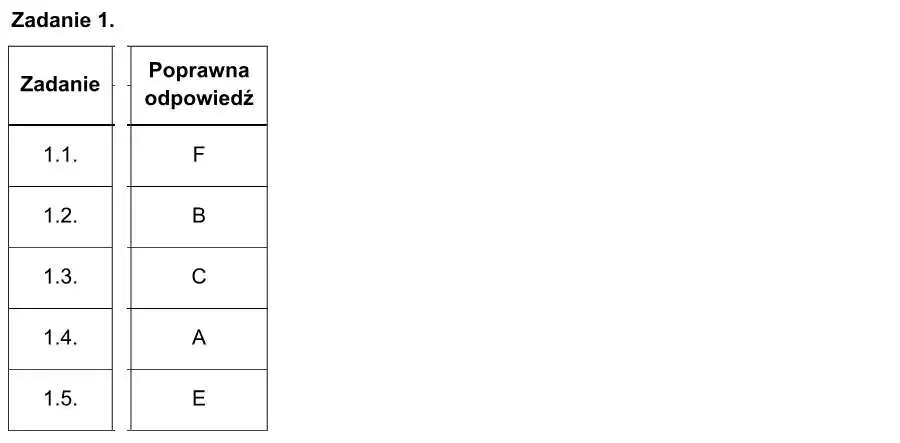 Zadanie 1.
Zadanie
Poprawna
odpowiedź
1.1. F
1.2. B
1.3. C
1.4. A
1.5. E